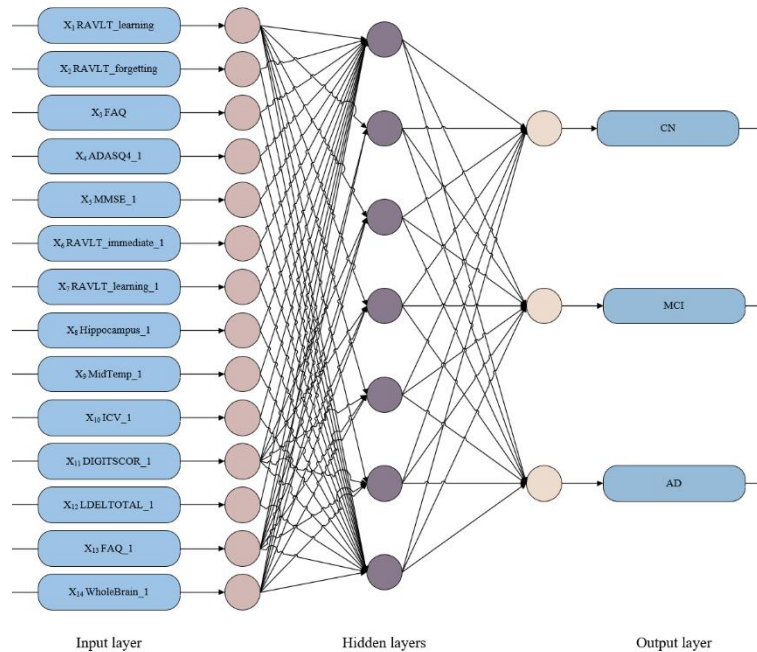 X₁ RAVLT_learning
X₂ RAVLT_forgetting
X₃ FAQ
X₄ ADASQ4_1
X₅ MMSE_1
X₆ RAVLT_immediate_1
X₇ RAVLT_learning_1
X₈ Hippocampus_1
X₉ MidTemp_1
X₁₀ ICV_1
X₁₁ DIGITSCOR_1
X₁₂ LDELTOTAL_1
X₁₃ FAQ_1
X₁₄ WholeBrain_1
CN
MCI
AD
Input layer
Hidden layers
Output layer